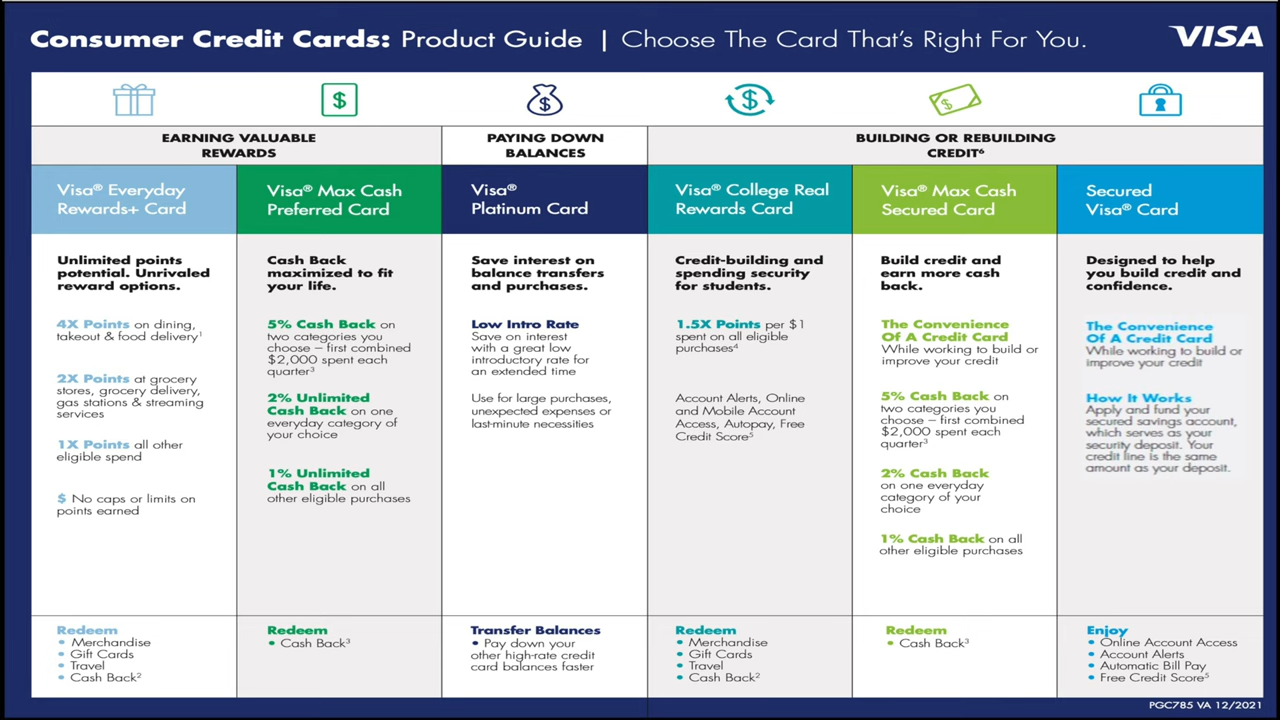 Consumer Credit Cards: Product Guide | Choose The Card That's Right For You.
VISA
EARNING VALUABLE
REWARDS
PAYING DOWN
BALANCES
BUILDING OR REBUILDING
CREDIT⁶
Visa® Everyday
Rewards+ Card
Unlimited points
potential. Unrivaled
reward options.
4X Points on dining,
takeout & food delivery¹
2X Points at grocery
stores, grocery delivery,
gas stations & streaming
services
1X Points all other
eligible spend
$ No caps or limits on
points earned
Redeem
• Merchandise
• Gift Cards
• Travel
• Cash Back²
Visa® Max Cash
Preferred Card
Cash Back
maximized to fit
your life.
5% Cash Back on
two categories you
choose – first combined
$2,000 spent each
quarter³
2% Unlimited
Cash Back on one
everyday category of
your choice
1% Unlimited
Cash Back on all
other eligible purchases
Redeem
• Cash Back³
Visa®
Platinum Card
Save interest on
balance transfers
and purchases.
Low Intro Rate
Save on interest
with a great low
introductory rate for
an extended time
Use for large purchases,
unexpected expenses or
last-minute necessities
Transfer Balances
• Pay down your
other high-rate credit
card balances faster
Visa® College Real
Rewards Card
Credit-building and
spending security
for students.
1.5X Points per $1
spent on all eligible
purchases⁴
Account Alerts, Online
and Mobile Account
Access, Autopay, Free
Credit Score⁵
Redeem
• Merchandise
• Gift Cards
• Travel
• Cash Back²
Visa® Max Cash
Secured Card
Build credit and
earn more cash
back.
The Convenience
Of A Credit Card
While working to build or
improve your credit
5% Cash Back on
two categories you
choose – first combined
$2,000 spent each
quarter³
2% Cash Back
on one everyday
category of your
choice
1% Cash Back on all
other eligible purchases
Redeem
• Cash Back³
Secured
Visa® Card
Designed to help
you build credit and
confidence.
The Convenience
Of A Credit Card
While working to build or
improve your credit
How It Works
Apply and fund your
secured savings account,
which serves as your
security deposit. Your
credit line is the same
amount as your deposit.
Enjoy
• Online Account Access
• Account Alerts
• Automatic Bill Pay
• Free Credit Score⁵
PGC785 VA 12/2021